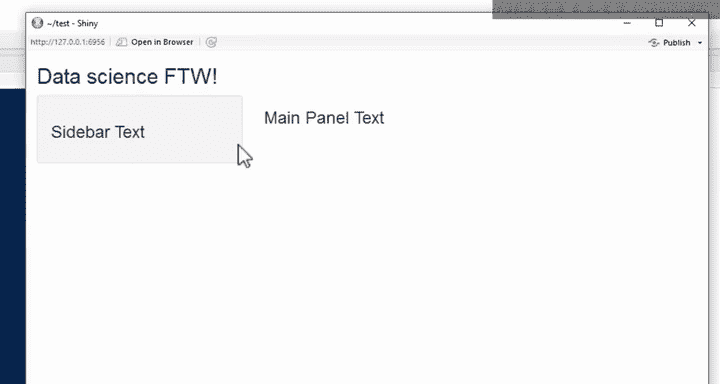 ~/test - Shiny
http://127.0.0.1:6956 Open in Browser Publish
Data science FTW!
Sidebar Text
Main Panel Text